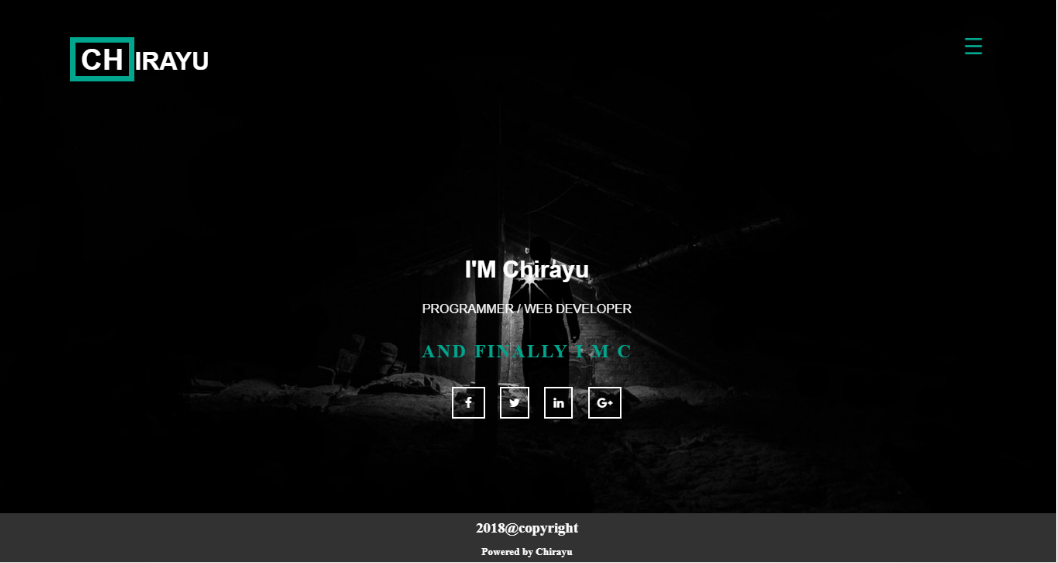 CHIRAYU
I'M Chirayu
PROGRAMMER / WEB DEVELOPER
AND FINALLY I M C
2018@copyright
Powered by Chirayu